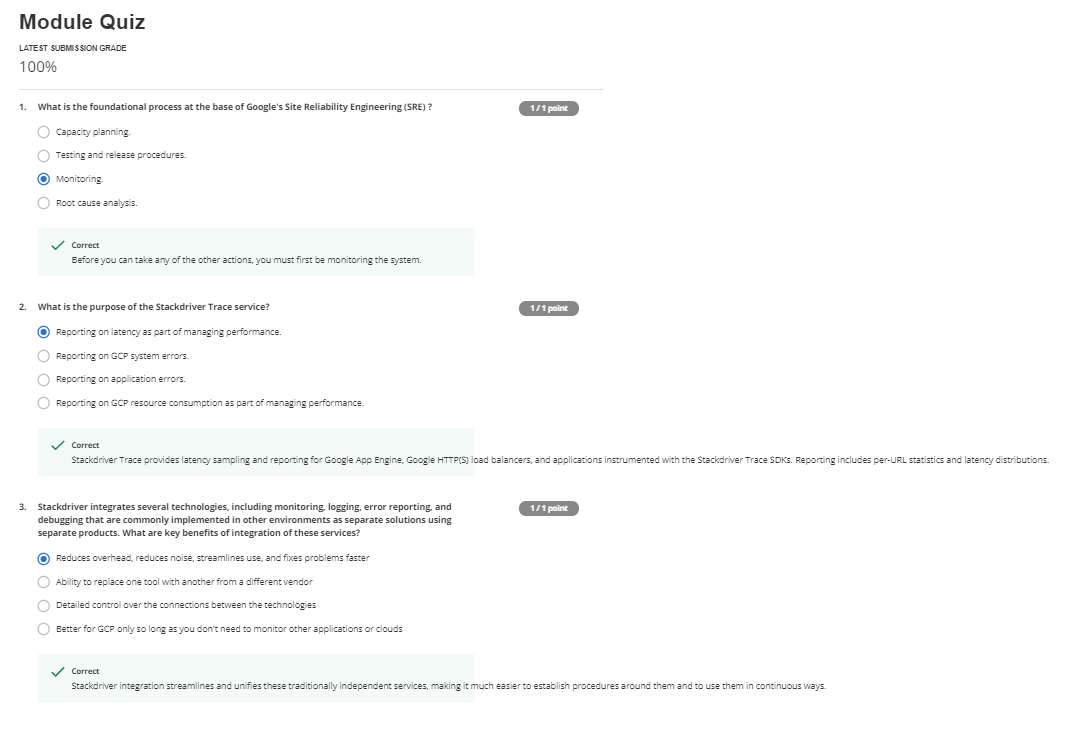 Module Quiz
LATEST SUBMISSION GRADE
100%
1. What is the foundational process at the base of Google's Site Reliability Engineering (SRE) ?
1 / 1 point
Capacity planning.
Testing and release procedures.
Monitoring.
Root cause analysis.
Correct
Before you can take any of the other actions, you must first be monitoring the system.
2. What is the purpose of the Stackdriver Trace service?
1 / 1 point
Reporting on latency as part of managing performance.
Reporting on GCP system errors.
Reporting on application errors.
Reporting on GCP resource consumption as part of managing performance.
Correct
Stackdriver Trace provides latency sampling and reporting for Google App Engine, Google HTTP(S) load balancers, and applications instrumented with the Stackdriver Trace SDKs. Reporting includes per-URL statistics and latency distributions.
3. Stackdriver integrates several technologies, including monitoring, logging, error reporting, and
1 / 1 point
debugging that are commonly implemented in other environments as separate solutions using
separate products. What are key benefits of integration of these services?
Reduces overhead, reduces noise, streamlines use, and fixes problems faster
Ability to replace one tool with another from a different vendor
Detailed control over the connections between the technologies
Better for GCP only so long as you don't need to monitor other applications or clouds
Correct
Stackdriver integration streamlines and unifies these traditionally independent services, making it much easier to establish procedures around them and to use them in continuous ways.